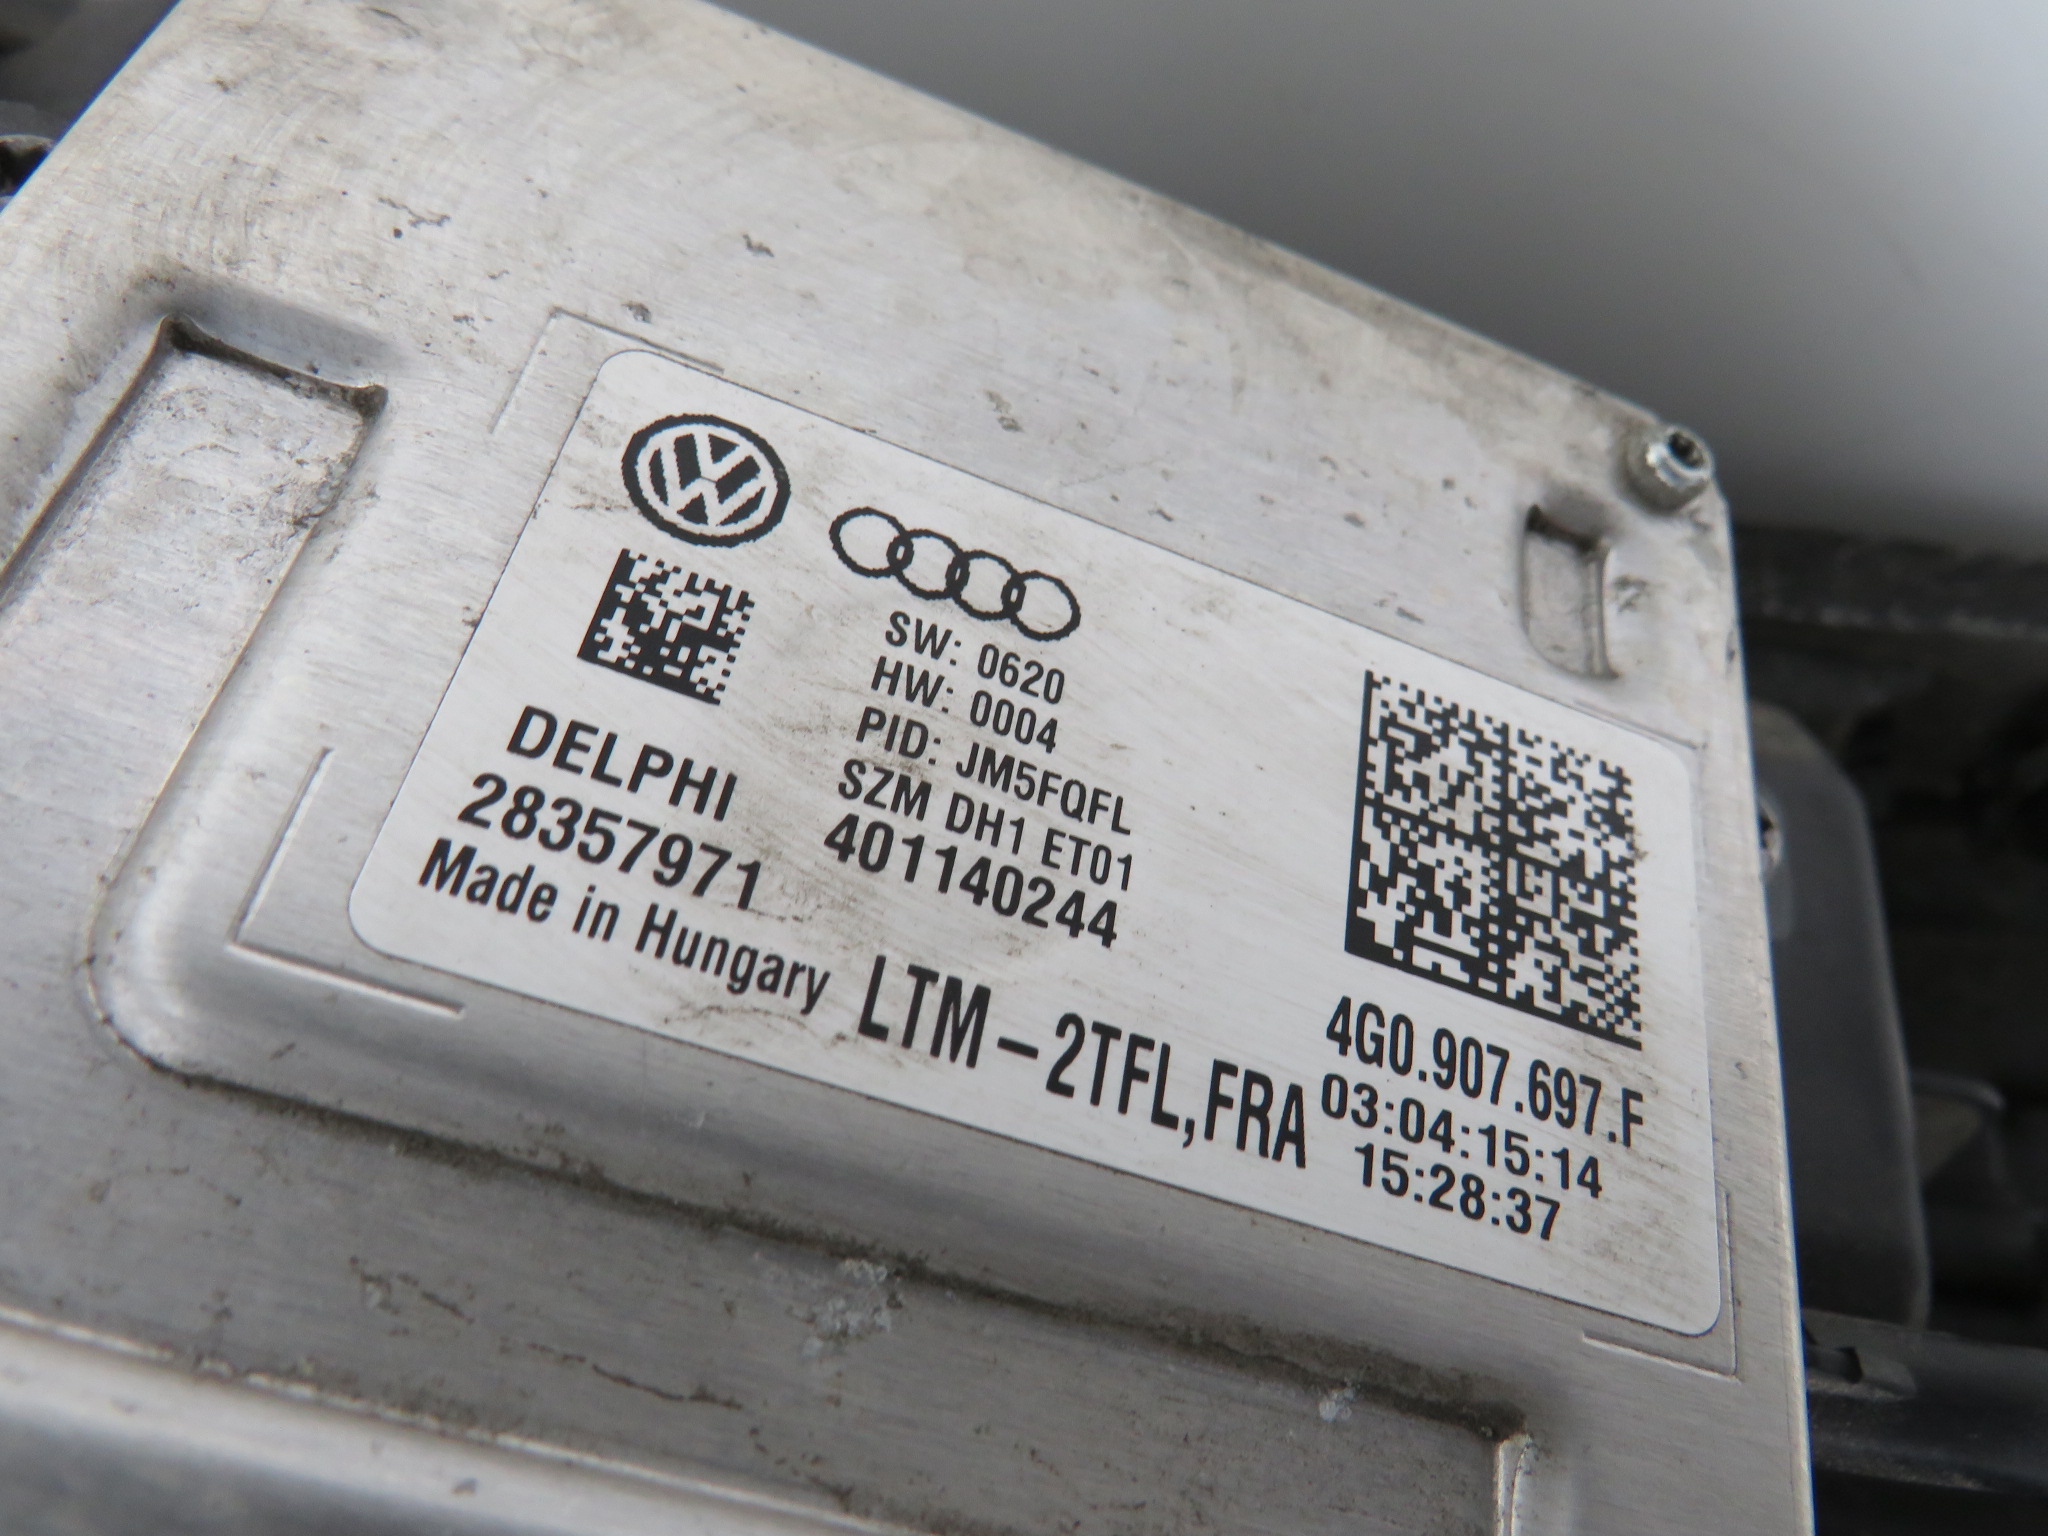 SW: 0620
HW: 0004
PID: JM5FQFL
SZM DH1 ET01
401140244
DELPHI
28357971
Made in Hungary
LTM-2TFL,FRA
4G0.907.697.F
03:04:15:14
15:28:37